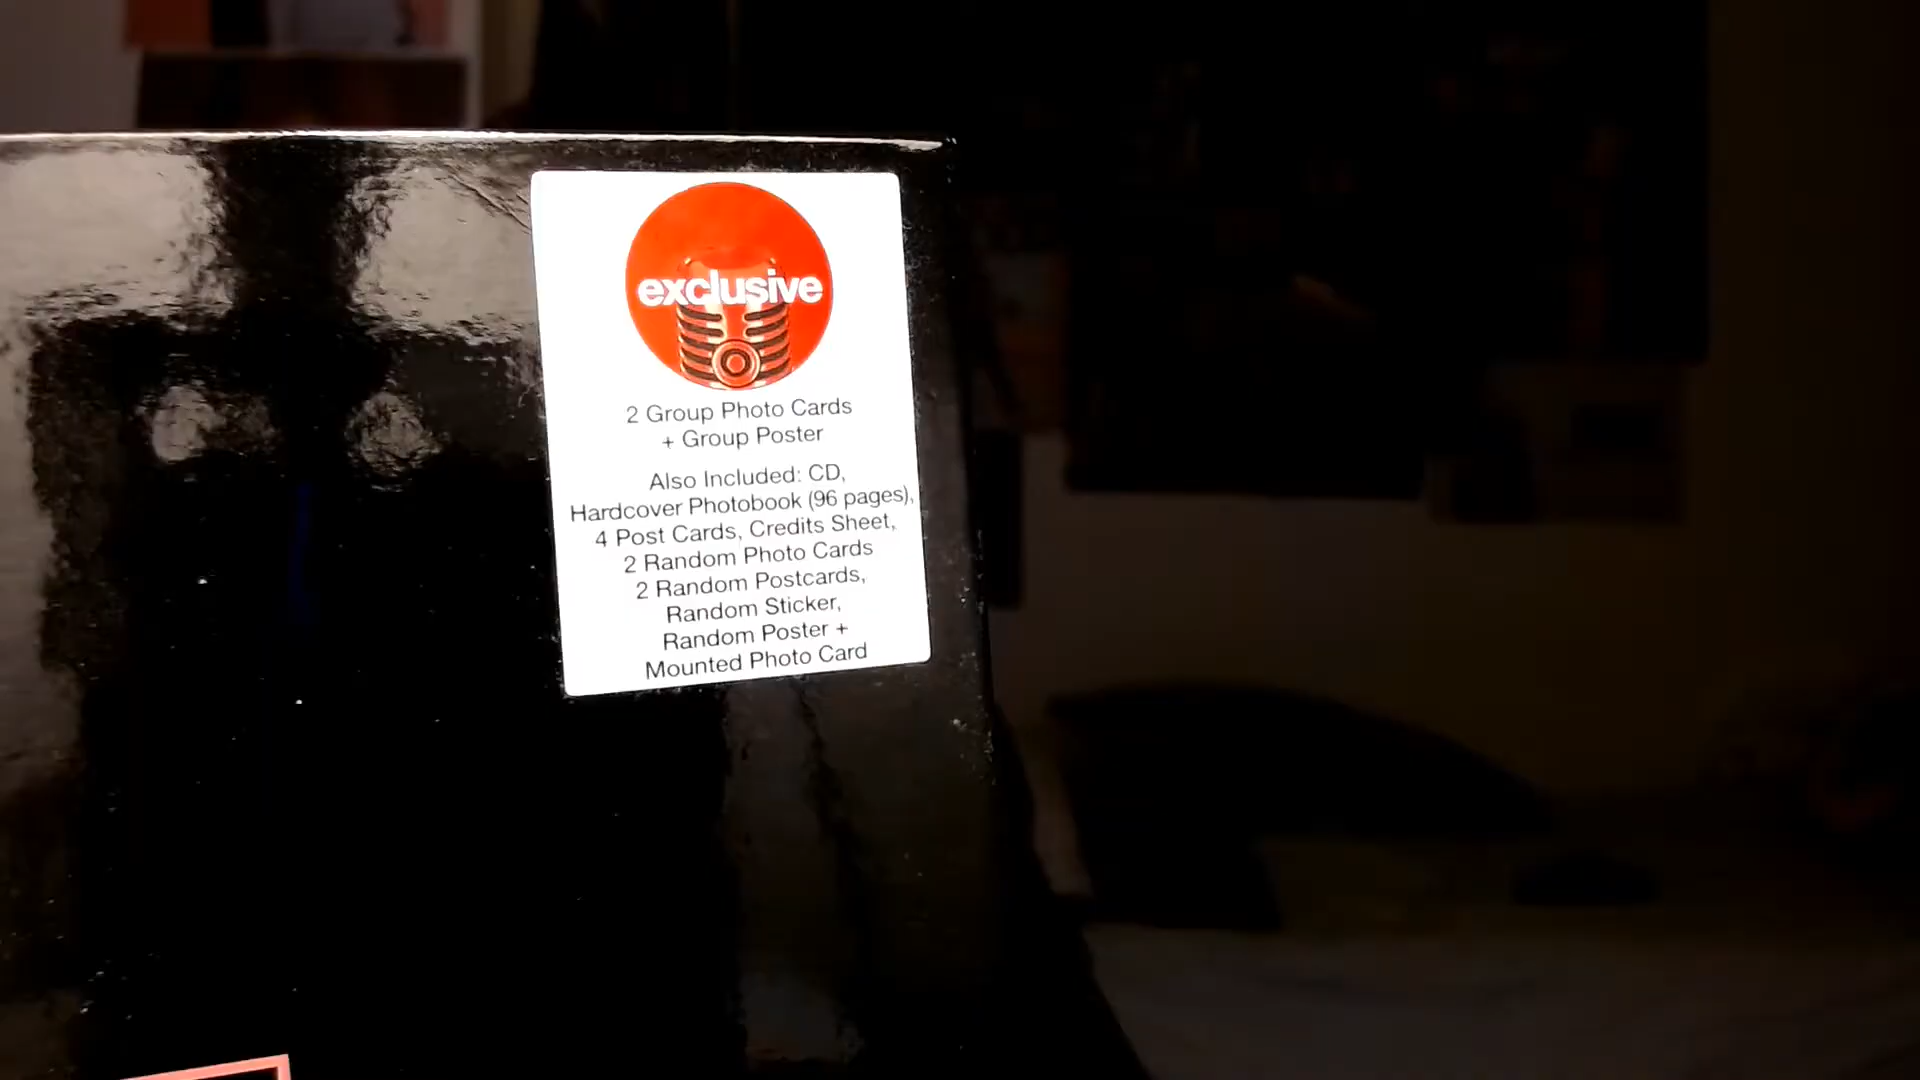 exclusive
2 Group Photo Cards
+ Group Poster
Also Included: CD,
Hardcover Photobook (96 pages),
4 Post Cards, Credits Sheet,
2 Random Photo Cards
2 Random Postcards,
Random Sticker,
Random Poster +
Mounted Photo Card